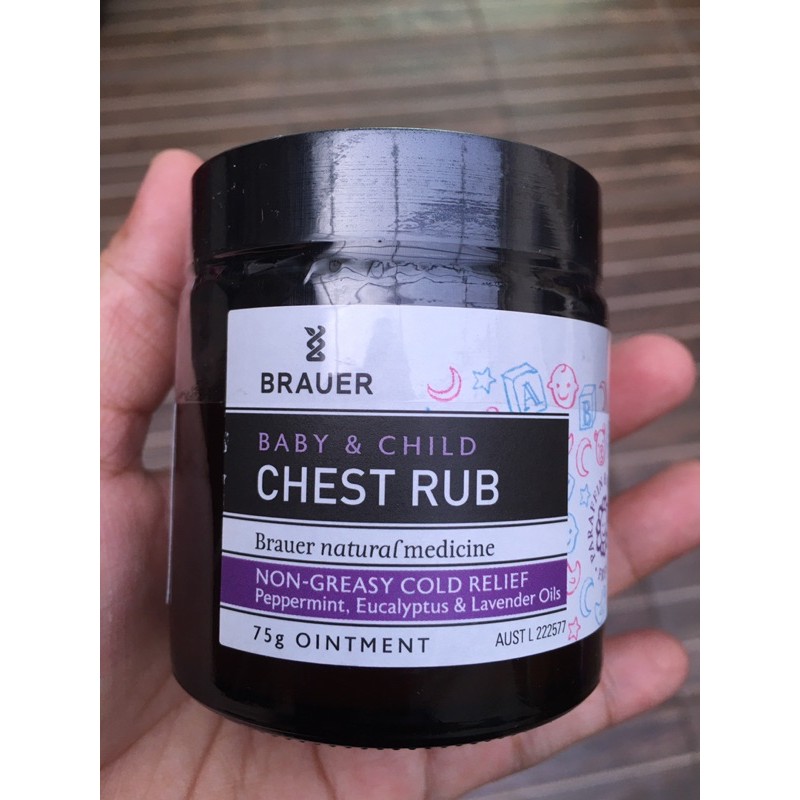 BRAUER
BABY & CHILD
CHEST RUB
Brauer natural medicine
NON-GREASY COLD RELIEF
Peppermint, Eucalyptus & Lavender Oils
75g OINTMENT
AUST L 222577
A
B